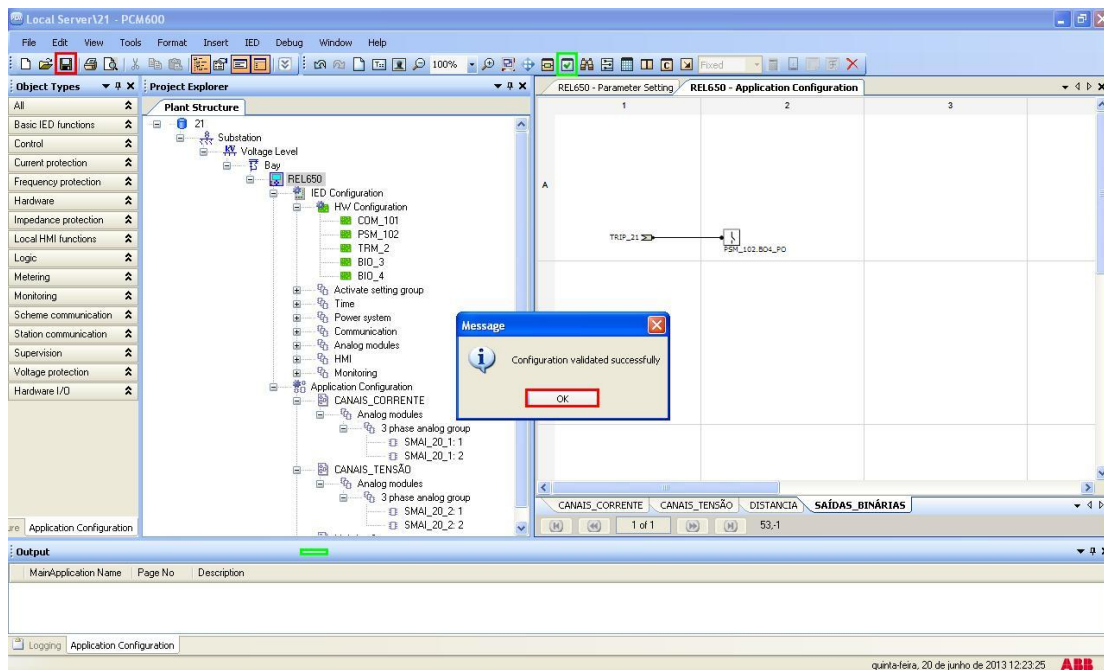 Local Server\21 - PCM600
File Edit View Tools Format Insert IED Debug Window Help
100%
Fixed
Object Types
All
Basic IED functions
Control
Current protection
Frequency protection
Hardware
Impedance protection
Local HMI functions
Logic
Metering
Monitoring
Scheme communication
Station communication
Supervision
Voltage protection
Hardware I/O
Application Configuration
Project Explorer
Plant Structure
21
Substation
Voltage Level
Bay
REL650
IED Configuration
HW Configuration
COM_101
PSM_102
TRM_2
BIO_3
BIO_4
Activate setting group
Time
Power system
Communication
Analog modules
HMI
Monitoring
Application Configuration
CANAIS_CORRENTE
Analog modules
3 phase analog group
SMAI_20_1: 1
SMAI_20_1: 2
CANAIS_TENSÃO
Analog modules
3 phase analog group
SMAI_20_2: 1
SMAI_20_2: 2
REL650 - Parameter Setting REL650 - Application Configuration
1 2 3
A
TRIP_21
PSM_102.BO4_PO
Message
Configuration validated successfully
OK
CANAIS_CORRENTE CANAIS_TENSÃO DISTANCIA SAÍDAS_BINÁRIAS
1 of 1 53,-1
Output
MainApplication Name Page No Description
Logging Application Configuration
quinta-feira, 20 de junho de 2013 12:23:25 ABB